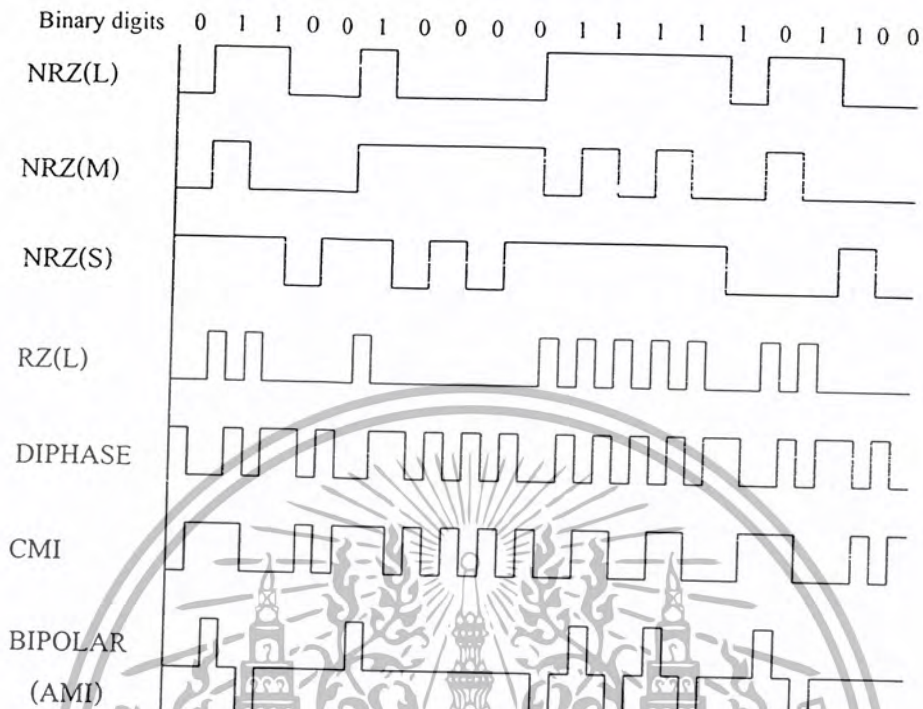 Binary digits 0 1 1 0 0 1 0 0 0 0 1 1 1 1 1 0 1 1 0 0
NRZ(L)
NRZ(M)
NRZ(S)
RZ(L)
DIPHASE
CMI
BIPOLAR
(AMI)